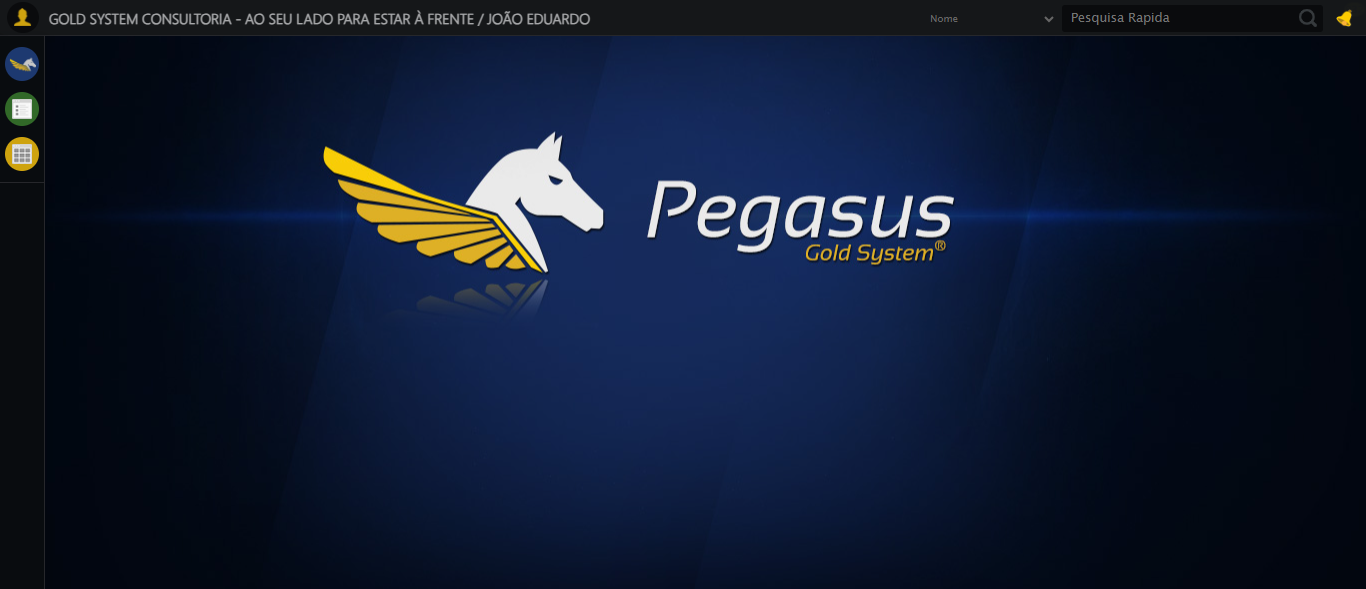 GOLD SYSTEM CONSULTORIA - AO SEU LADO PARA ESTAR À FRENTE / JOÃO EDUARDO
Nome
Pesquisa Rapida
Pegasus
Gold System®